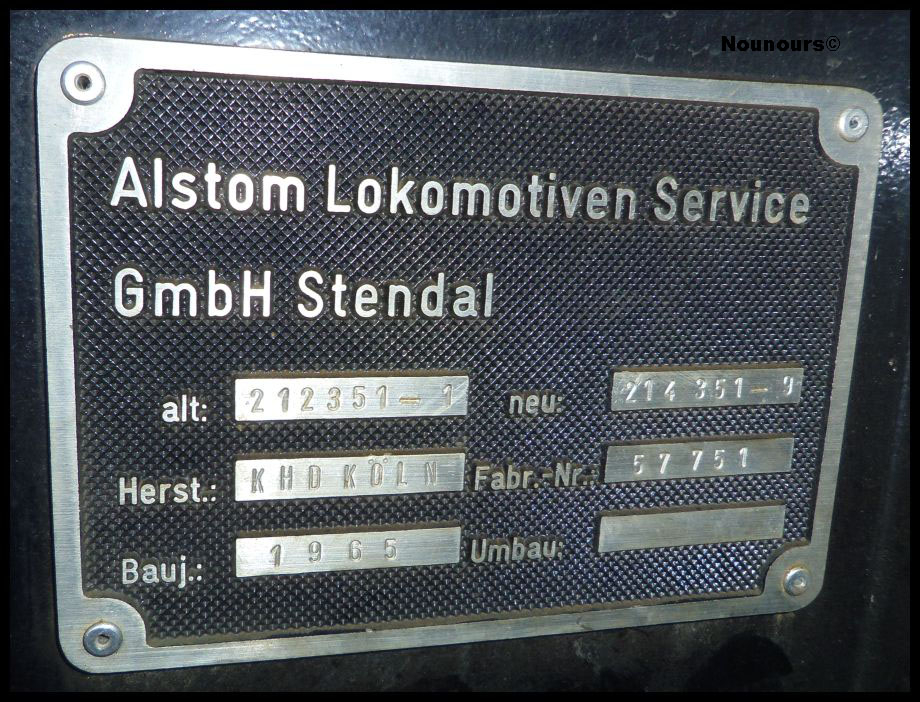 Nounours©
Alstom Lokomotiven Service
GmbH Stendal
alt: 212351-1 neu: 214 351-9
Herst.: KHD KÖLN Fabr.-Nr.: 57751
Bauj.: 1965 Umbau: